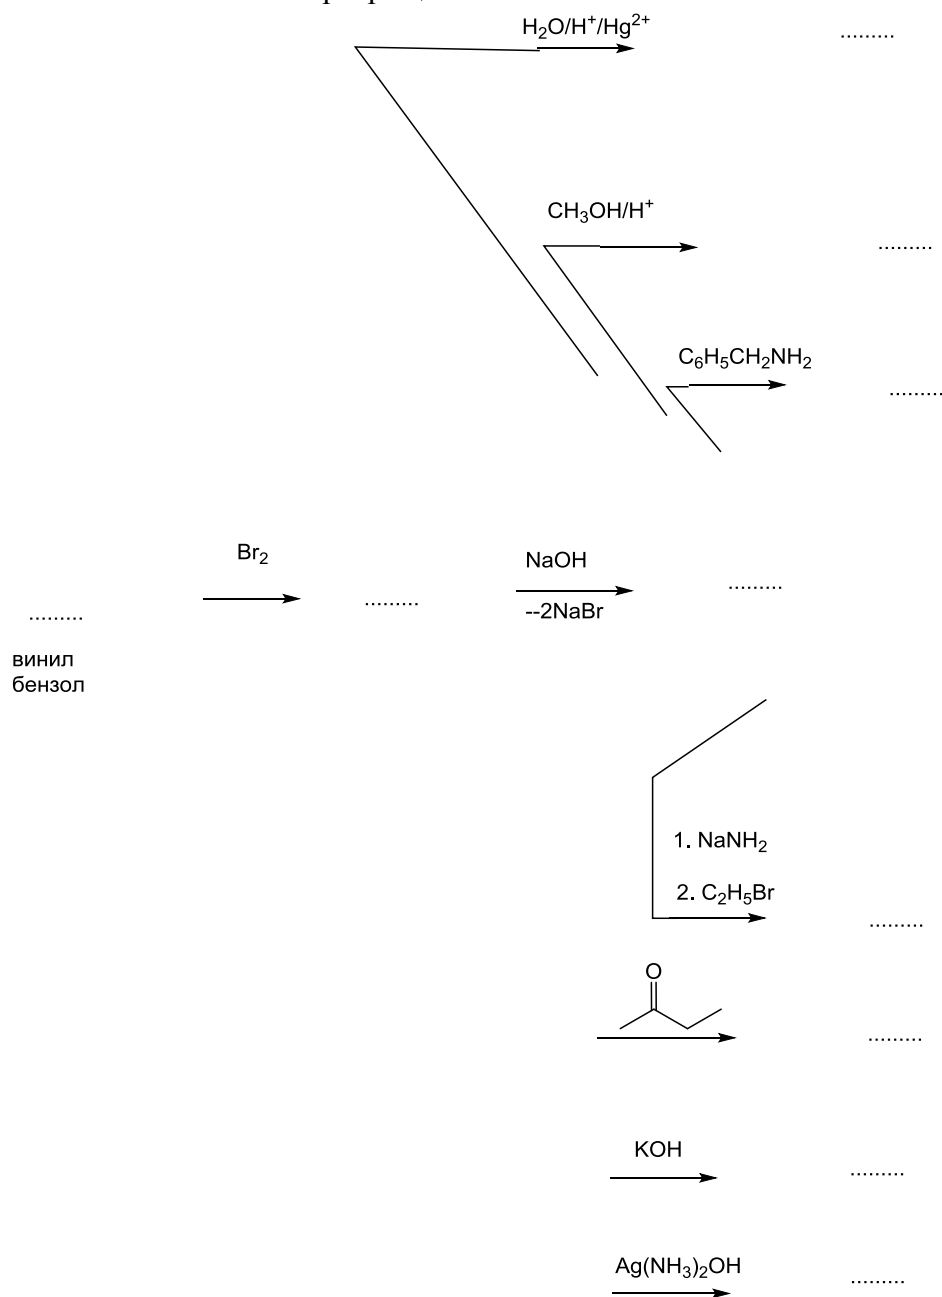 H₂O/H⁺/Hg²⁺
.........
CH₃OH/H⁺
.........
C₆H₅CH₂NH₂
.........
Br₂
NaOH
.........
.........
--2NaBr
.........
винил
бензол
1. NaNH₂
2. C₂H₅Br
.........
O
.........
KOH
.........
Ag(NH₃)₂OH
.........